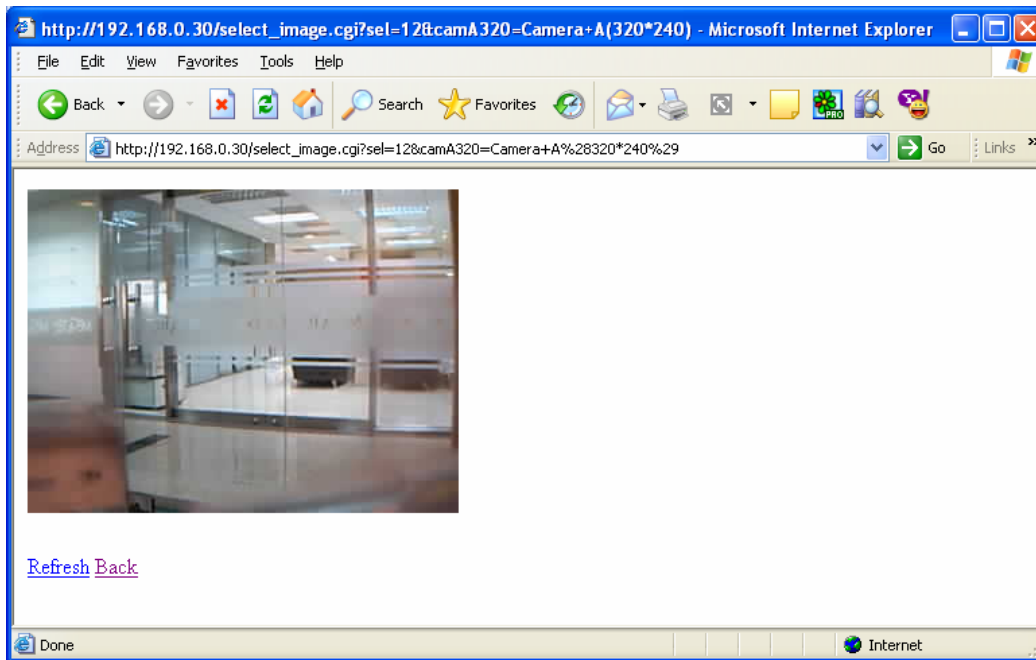 http://192.168.0.30/select_image.cgi?sel=12&camA320=Camera+A(320*240) - Microsoft Internet Explorer
File Edit View Favorites Tools Help
Back Search Favorites PRO
Address http://192.168.0.30/select_image.cgi?sel=12&camA320=Camera+A%28320*240%29 Go Links »
Refresh Back
Done Internet